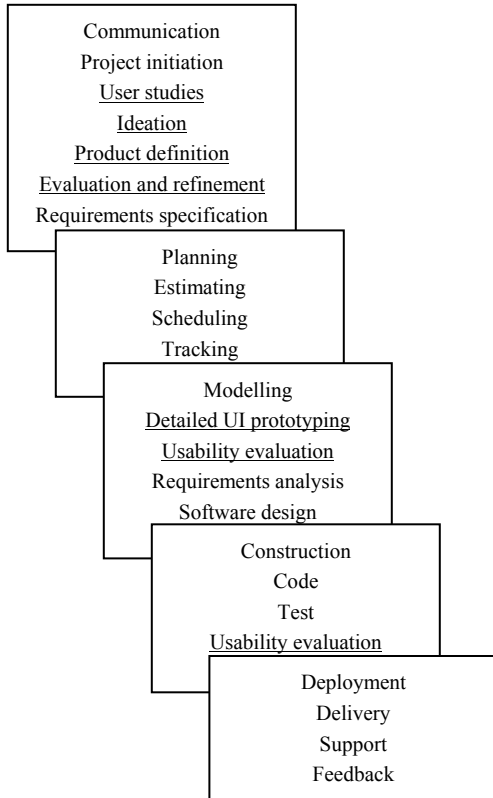 Communication
Project initiation
User studies
Ideation
Product definition
Evaluation and refinement
Requirements specification
Planning
Estimating
Scheduling
Tracking
Modelling
Detailed UI prototyping
Usability evaluation
Requirements analysis
Software design
Construction
Code
Test
Usability evaluation
Deployment
Delivery
Support
Feedback